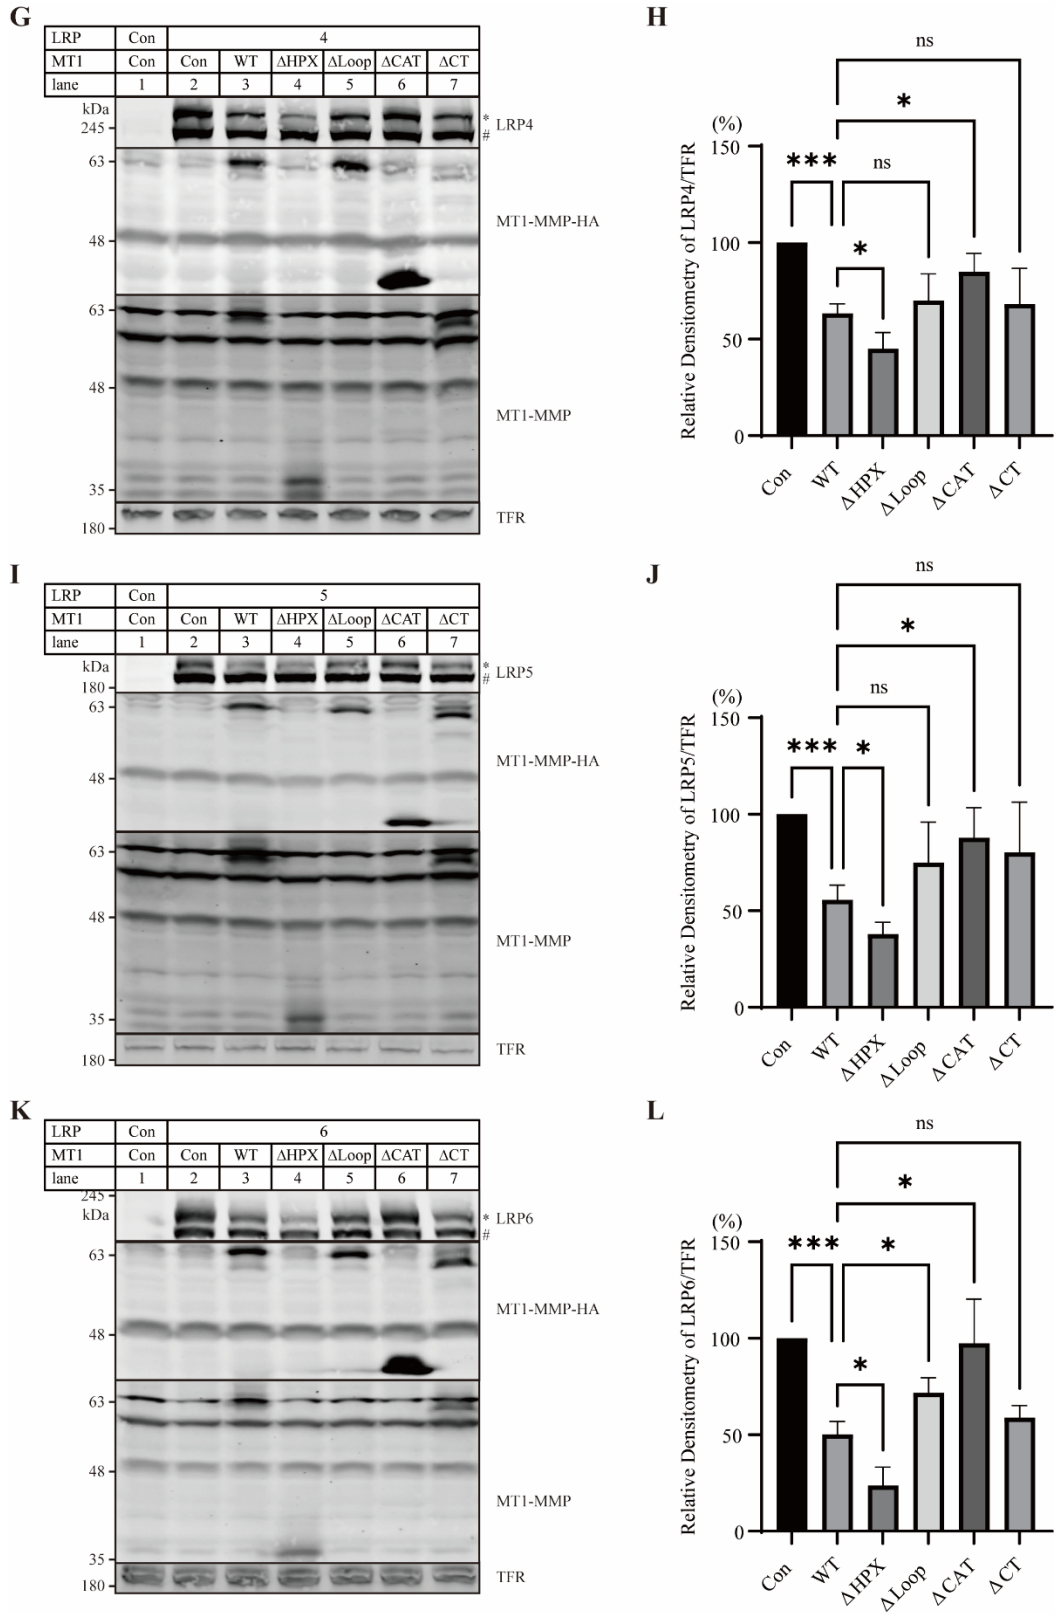 G
LRP Con 4
MT1 Con Con WT ΔHPX ΔLoop ΔCAT ΔCT
lane 1 2 3 4 5 6 7
kDa
245
* LRP4
#
63
MT1-MMP-HA
48
63
48
MT1-MMP
35
TFR
180
H
ns
*
(%)
150
***
ns
*
100
50
0
Relative Densitometry of LRP4/TFR
Con WT ΔHPX ΔLoop ΔCAT ΔCT
I
LRP Con 5
MT1 Con Con WT ΔHPX ΔLoop ΔCAT ΔCT
lane 1 2 3 4 5 6 7
kDa
* LRP5
#
180
63
MT1-MMP-HA
48
63
48
MT1-MMP
35
TFR
180
J
ns
*
ns
(%)
150
*** *
100
50
0
Relative Densitometry of LRP5/TFR
Con WT ΔHPX ΔLoop ΔCAT ΔCT
K
LRP Con 6
MT1 Con Con WT ΔHPX ΔLoop ΔCAT ΔCT
lane 1 2 3 4 5 6 7
245
kDa
* LRP6
#
63
MT1-MMP-HA
48
63
48
MT1-MMP
35
TFR
180
L
ns
*
(%)
150
*** *
*
100
50
0
Relative Densitometry of LRP6/TFR
Con WT ΔHPX ΔLoop ΔCAT ΔCT